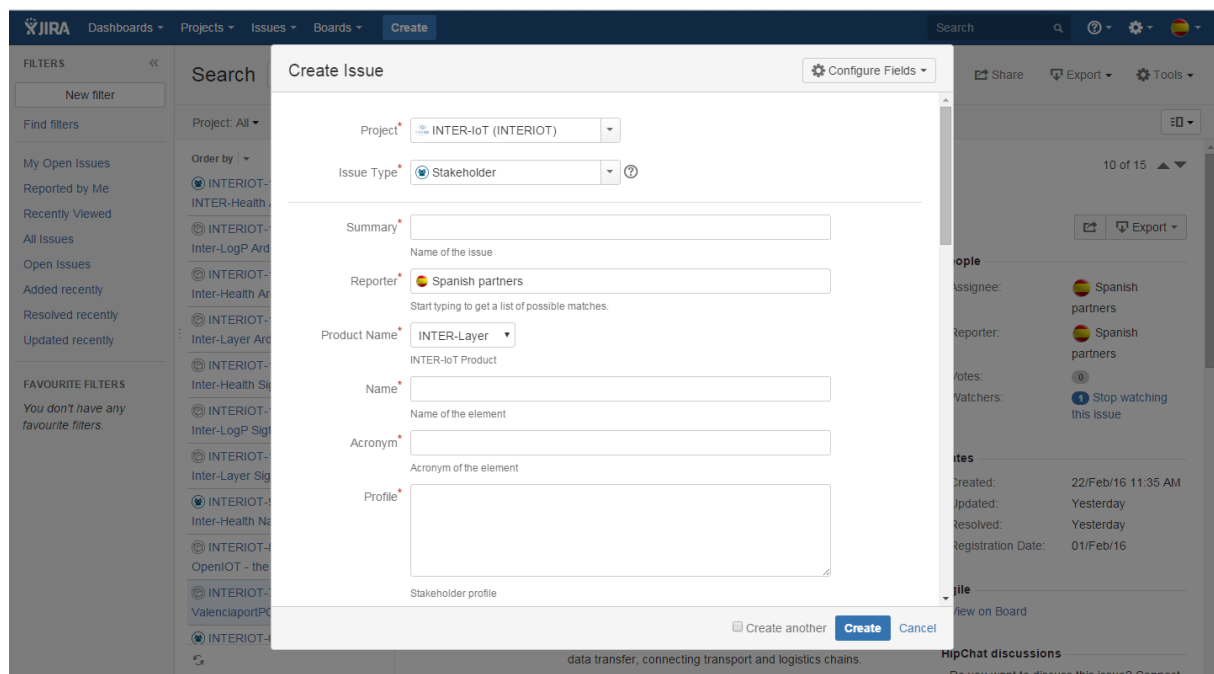 JIRA Dashboards Projects Issues Boards Create Search
FILTERS
New filter
Find filters
My Open Issues
Reported by Me
Recently Viewed
All Issues
Open Issues
Added recently
Resolved recently
Updated recently
FAVOURITE FILTERS
You don't have any
favourite filters.
Search
Share Export Tools
Project: All
Order by
INTERIOT-
INTER-Health
INTERIOT-
Inter-LogP Ard
INTERIOT-
Inter-Health Ar
INTERIOT-
Inter-Layer Ard
INTERIOT-
Inter-Health Sig
INTERIOT-
Inter-LogP Sigf
INTERIOT-
Inter-Layer Sig
INTERIOT-
Inter-Health Na
INTERIOT-
OpenIOT - the
INTERIOT-
ValenciaportPC
INTERIOT-
Create Issue
Configure Fields
Project* INTER-IoT (INTERIOT)
Issue Type* Stakeholder
Summary*
Name of the issue
Reporter* Spanish partners
Start typing to get a list of possible matches.
Product Name* INTER-Layer
INTER-IoT Product
Name*
Name of the element
Acronym*
Acronym of the element
Profile*
Stakeholder profile
Create another Create Cancel
data transfer, connecting transport and logistics chains.
10 of 15
Export
eople
Assignee: Spanish
partners
Reporter: Spanish
partners
Votes: 0
Watchers: 1 Stop watching
this issue
ates
Created: 22/Feb/16 11:35 AM
Updated: Yesterday
Resolved: Yesterday
Registration Date: 01/Feb/16
gile
View on Board
HipChat discussions